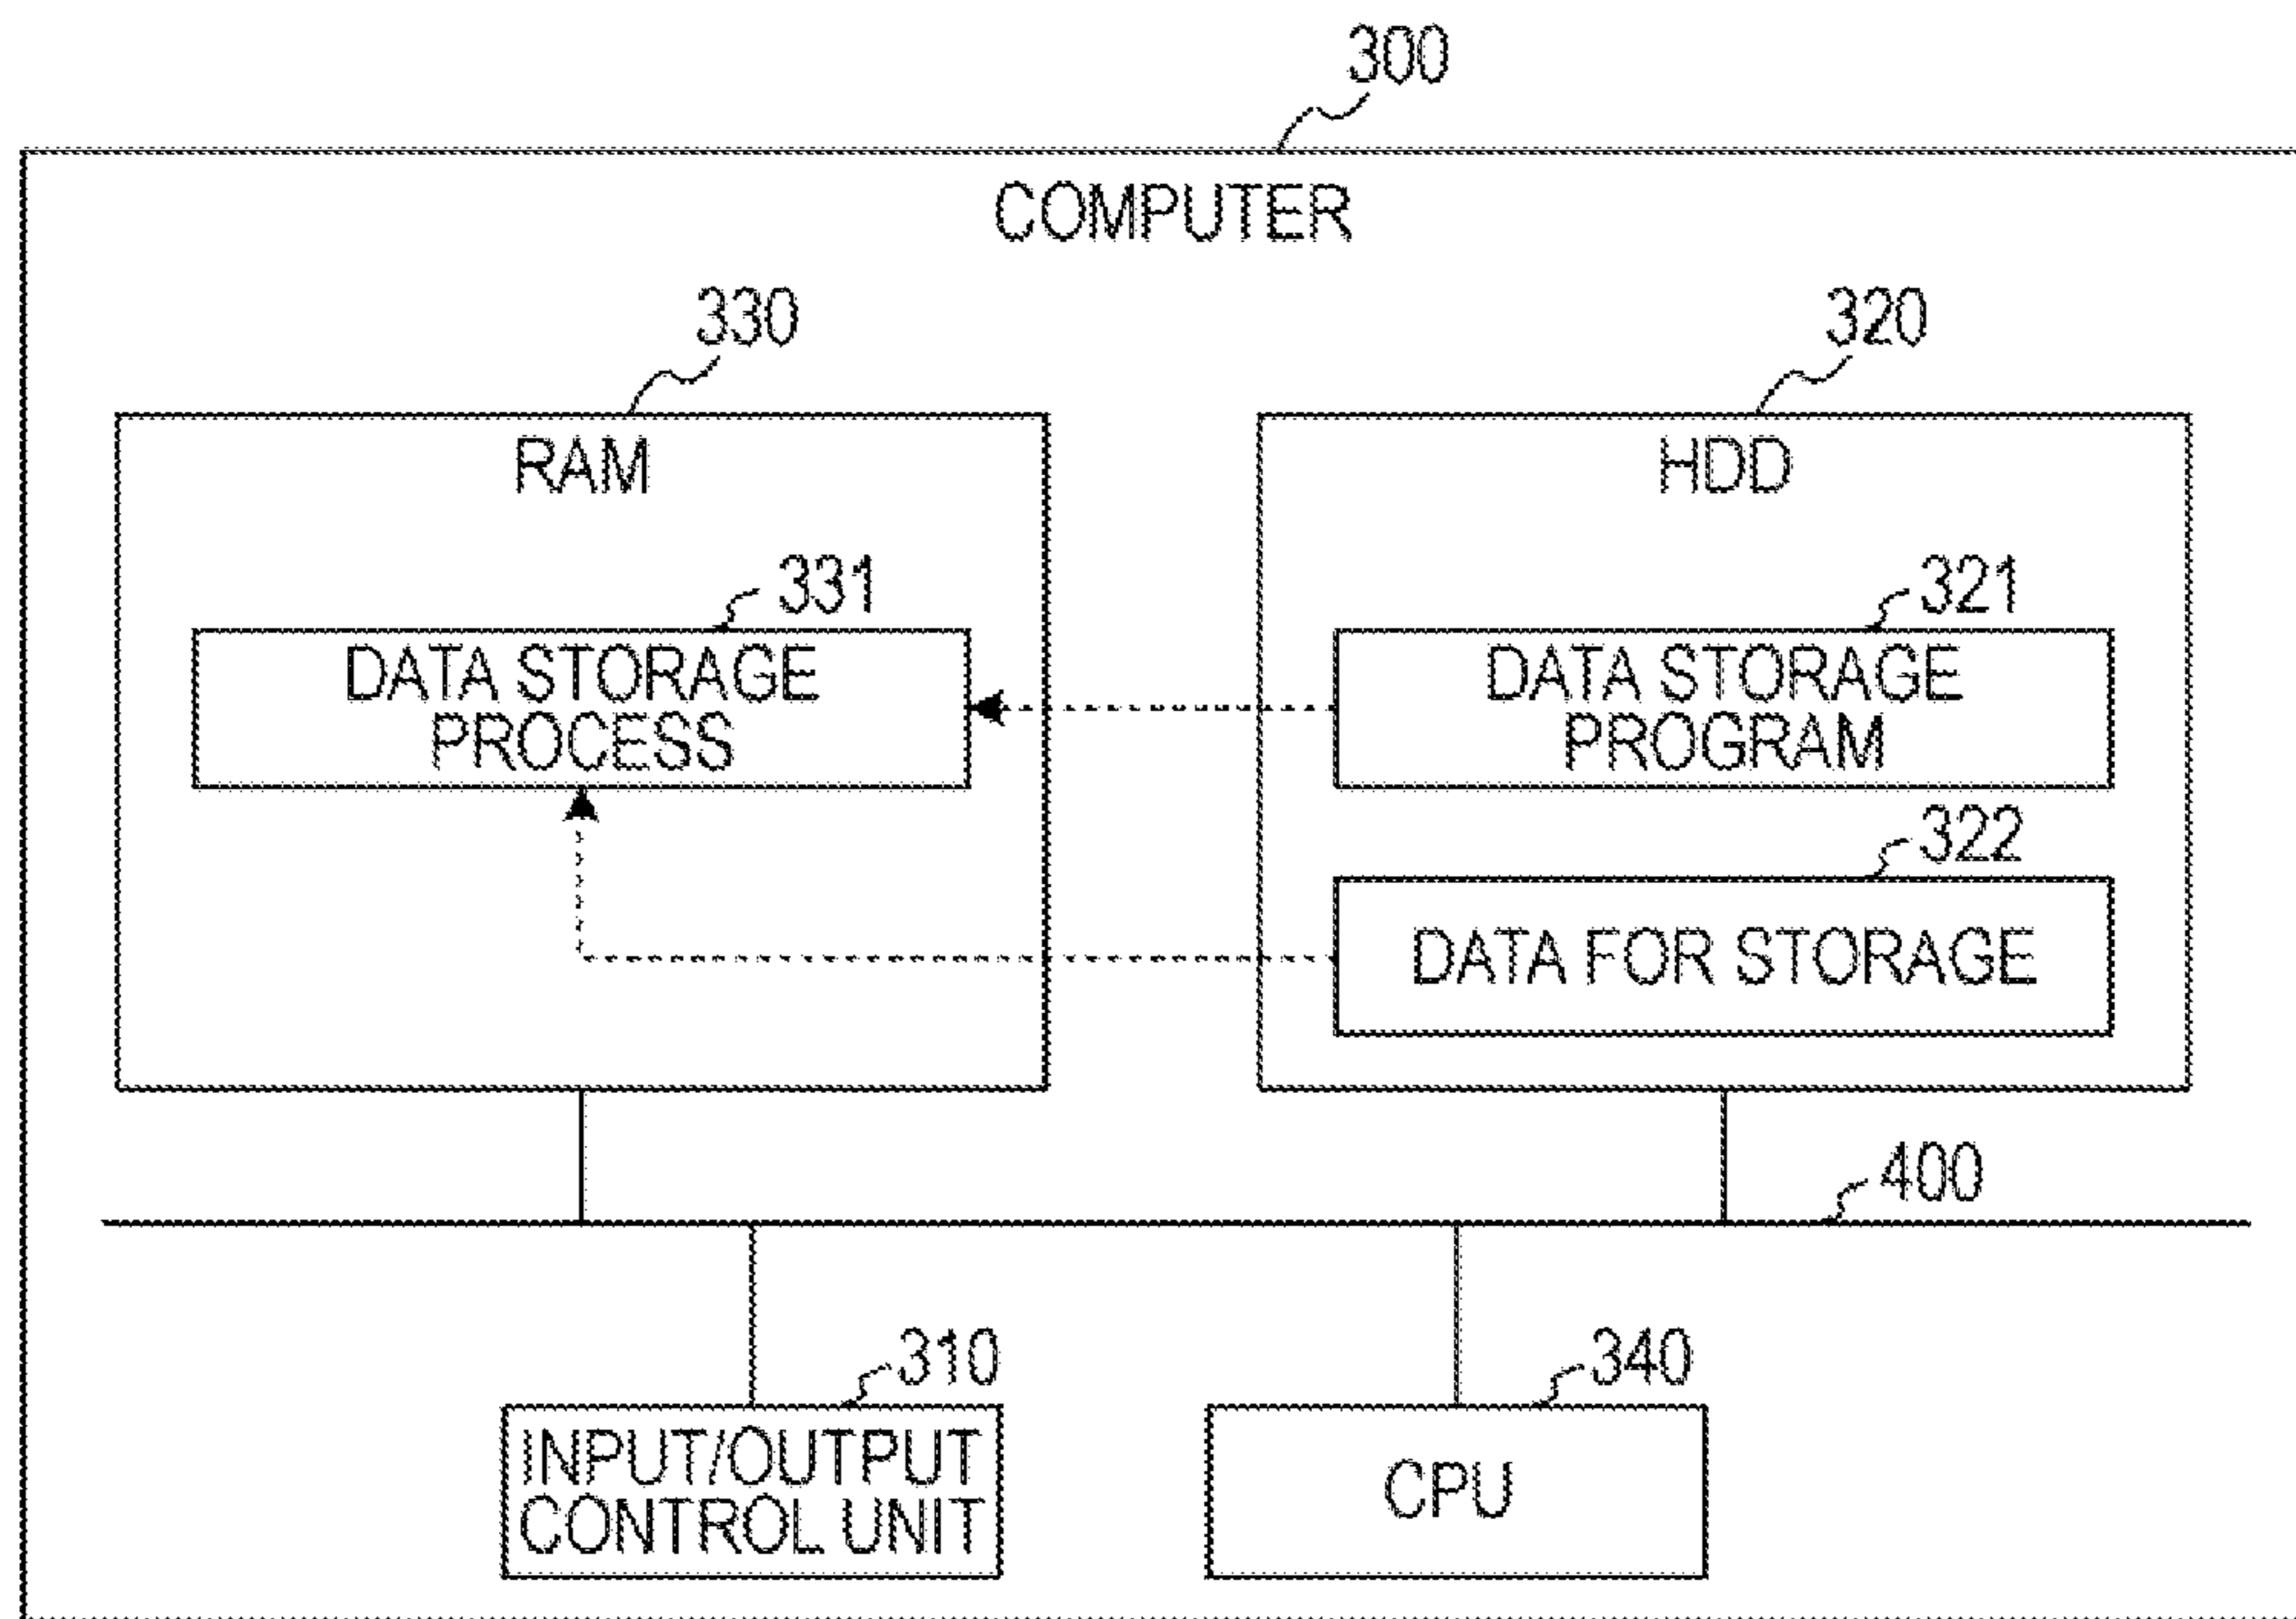 300
COMPUTER
330
320
RAM
HDD
331
321
DATA STORAGE
PROCESS
DATA STORAGE
PROGRAM
322
DATA FOR STORAGE
400
310
340
INPUT/OUTPUT
CONTROL UNIT
CPU